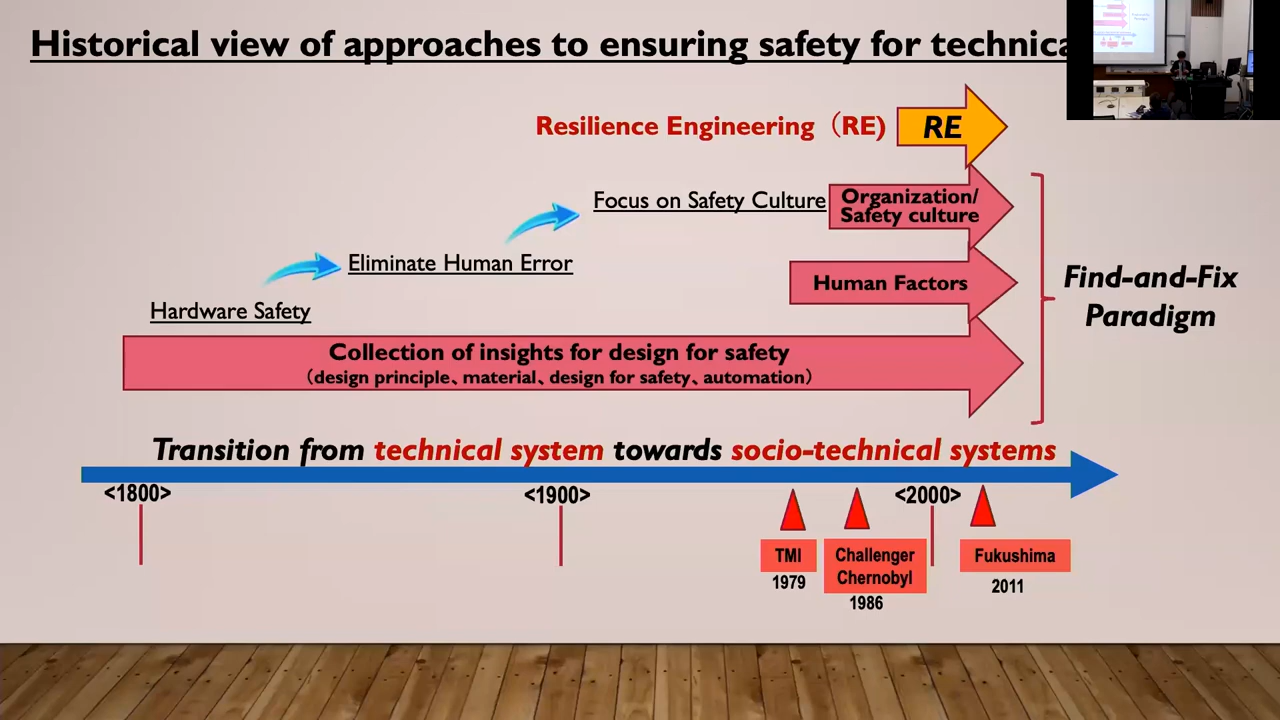 Historical view of approaches to ensuring safety for technica
Resilience Engineering（RE)
RE
Focus on Safety Culture
Organization/
Safety culture
Eliminate Human Error
Human Factors
Find-and-Fix
Paradigm
Hardware Safety
Collection of insights for design for safety
（design principle、material、design for safety、automation）
Transition from technical system towards socio-technical systems
<1800>
<1900>
<2000>
TMI
1979
Challenger
Chernobyl
1986
Fukushima
2011